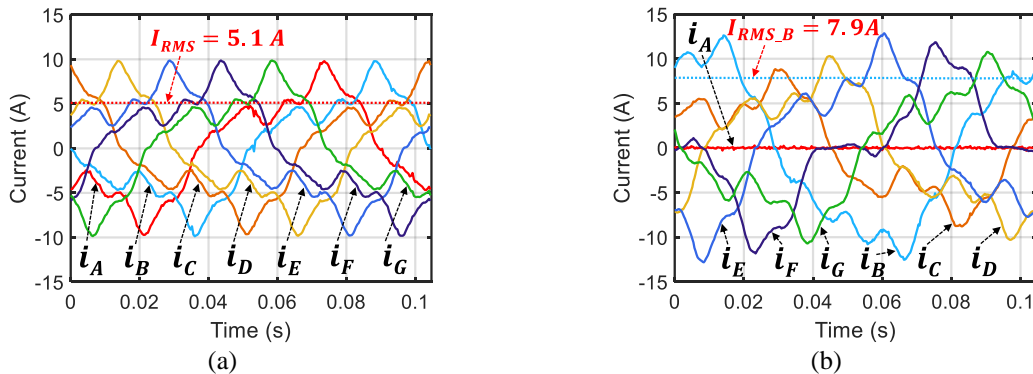 I_RMS = 5.1 A
15
10
5
0
-5
-10
-15
Current (A)
i_A i_B i_C i_D i_E i_F i_G
0 0.02 0.04 0.06 0.08 0.1
Time (s)
(a)
i_A
I_RMS_B = 7.9A
15
10
5
0
-5
-10
-15
Current (A)
i_E i_F i_G i_B i_C i_D
0 0.02 0.04 0.06 0.08 0.1
Time (s)
(b)